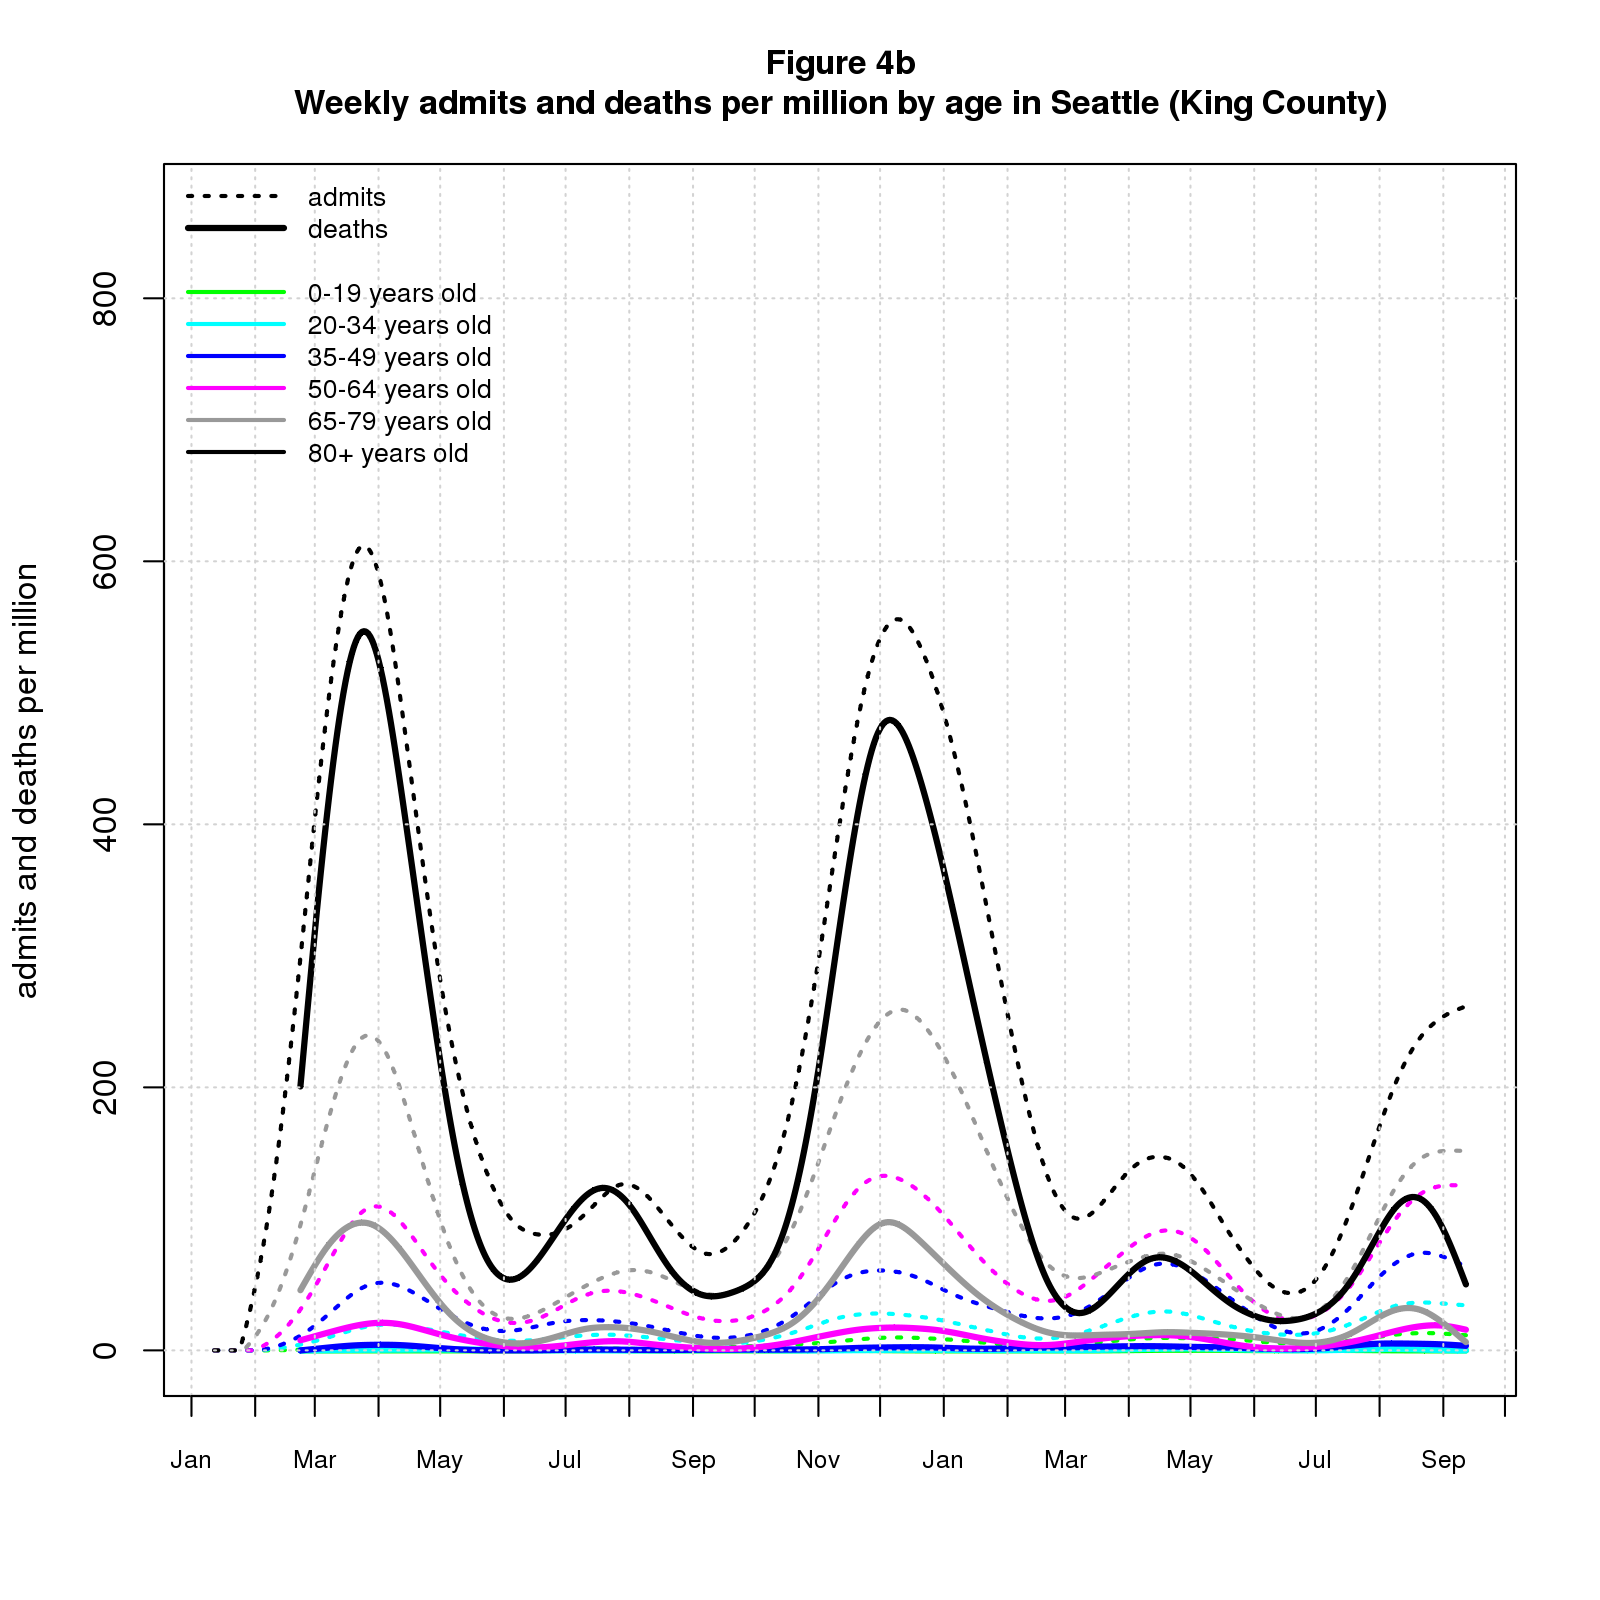 Figure 4b
Weekly admits and deaths per million by age in Seattle (King County)
admits
deaths
0-19 years old
20-34 years old
35-49 years old
50-64 years old
65-79 years old
80+ years old
admits and deaths per million
800
600
400
200
0
Jan Mar May Jul Sep Nov Jan Mar May Jul Sep